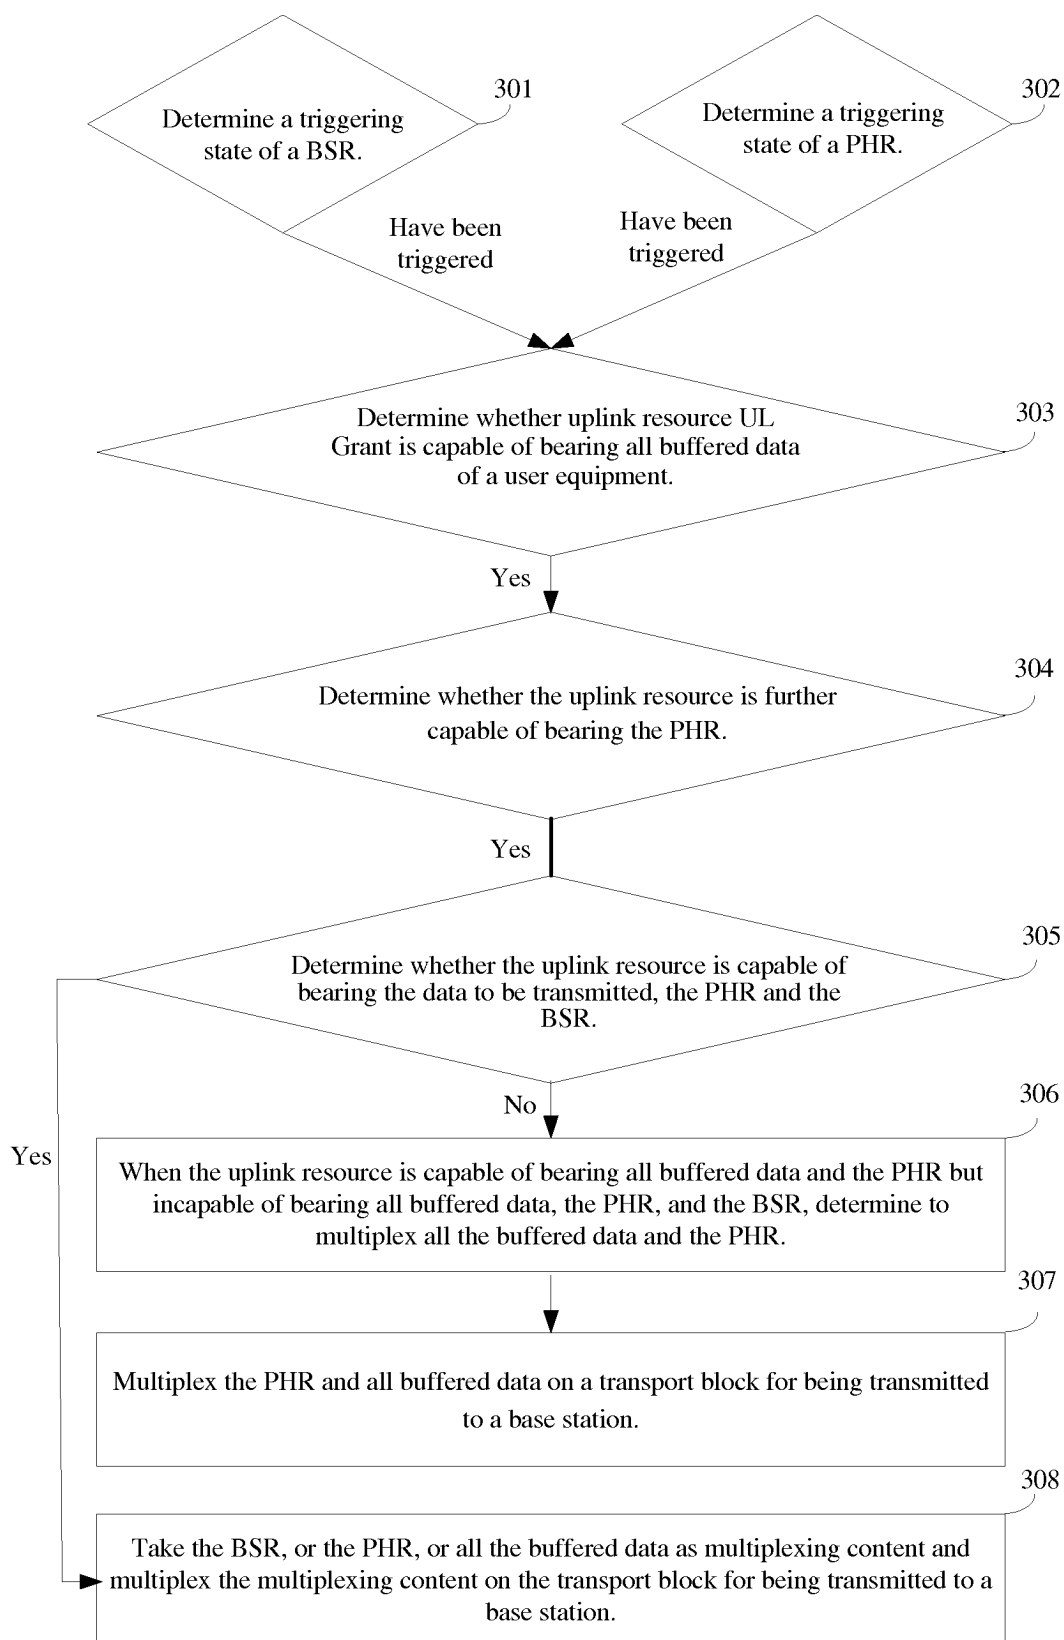 301
Determine a triggering
state of a BSR.
302
Determine a triggering
state of a PHR.
Have been
triggered
Have been
triggered
303
Determine whether uplink resource UL
Grant is capable of bearing all buffered data
of a user equipment.
Yes
304
Determine whether the uplink resource is further
capable of bearing the PHR.
Yes
305
Determine whether the uplink resource is capable of
bearing the data to be transmitted, the PHR and the
BSR.
No
Yes
306
When the uplink resource is capable of bearing all buffered data and the PHR but
incapable of bearing all buffered data, the PHR, and the BSR, determine to
multiplex all the buffered data and the PHR.
307
Multiplex the PHR and all buffered data on a transport block for being transmitted
to a base station.
308
Take the BSR, or the PHR, or all the buffered data as multiplexing content and
multiplex the multiplexing content on the transport block for being transmitted to a
base station.